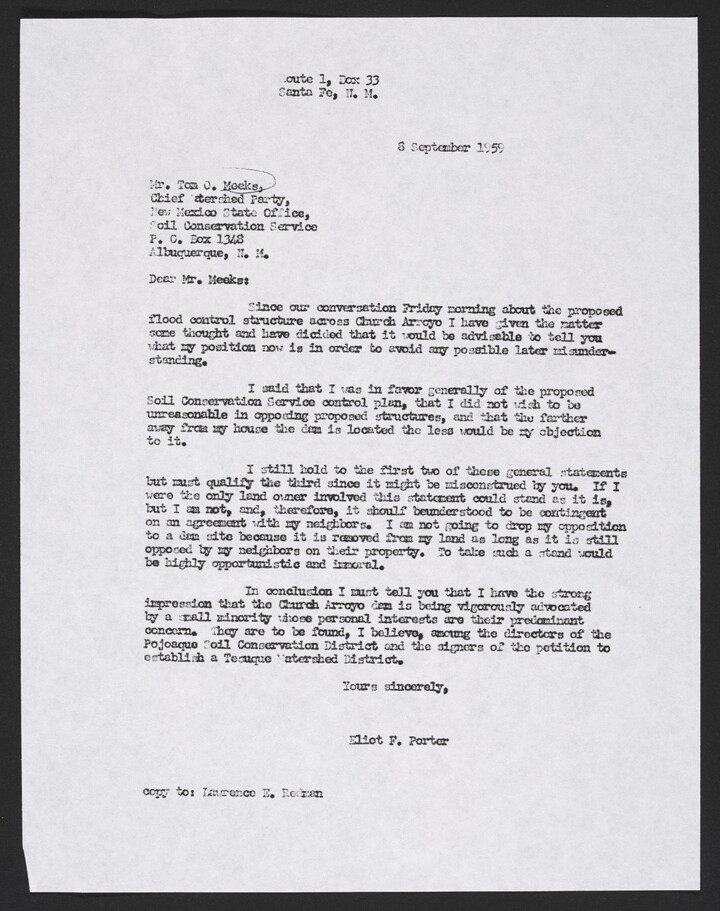 Route 1, Box 33
Santa Fe, N. M.
8 September 1959
Mr. Tom O. Meeks,
Chief Watershed Party,
New Mexico State Office,
Soil Conservation Service
P. O. Box 1348
Albuquerque, N. M.
Dear Mr. Meeks:
Since our conversation Friday morning about the proposed
flood control structure across Church Arroyo I have given the matter
some thought and have dicided that it would be advisable to tell you
what my position now is in order to avoid any possible later misunder-
standing.
I said that I was in favor generally of the proposed
Soil Conservation Service control plan, that I did not wish to be
unreasonable in opposing proposed structures, and that the farther
away from my house the dam is located the less would be my objection
to it.
I still hold to the first two of these general statements
but must qualify the third since it might be misconstrued by you. If I
were the only land owner involved this statement could stand as it is,
but I am not, and, therefore, it shoulf beunderstood to be contingent
on an agreement with my neighbors. I am not going to drop my opposition
to a dam site because it is removed from my land as long as it is still
opposed by my neighbors on their property. To take such a stand would
be highly opportunistic and immoral.
In conclusion I must tell you that I have the strong
impression that the Church Arroyo dam is being vigorously advocated
by a small minority whose personal interests are their predominant
concern. They are to be found, I believe, amoung the directors of the
Pojoaque Soil Conservation District and the signers of the petition to
establish a Tesuque Watershed District.
Yours sincerely,
Eliot F. Porter
copy to: Lawrence E. Redman